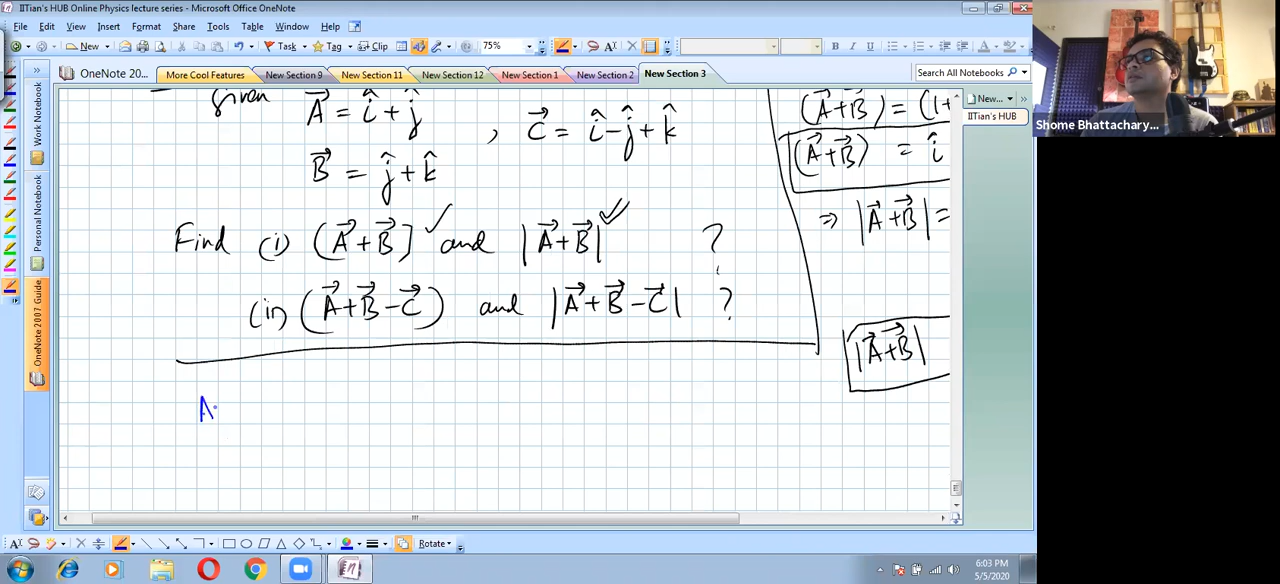 IITian's HUB Online Physics lecture series - Microsoft Office OneNote
File Edit View Insert Format Share Tools Table Window Help
New Task Tag Clip 75% B I U
OneNote 20... More Cool Features New Section 9 New Section 11 New Section 12 New Section 1 New Section 2 New Section 3 Search All Notebooks
New...
IITian's HUB
Work Notebook
Personal Notebook
OneNote 2007 Guide
Shome Bhattachary...
given A⃗ = î + ĵ , C⃗ = î - ĵ + k̂
B⃗ = ĵ + k̂
Find (i) (A⃗+B⃗) ✓ and |A⃗+B⃗| ✓ ?
(ii) (A⃗+B⃗-C⃗) and |A⃗+B⃗-C⃗| ?
A
(A⃗+B⃗) = (1+
(A⃗+B⃗) = î
⇒ |A⃗+B⃗| =
|A⃗+B⃗|
Rotate
6:03 PM
5/5/2020